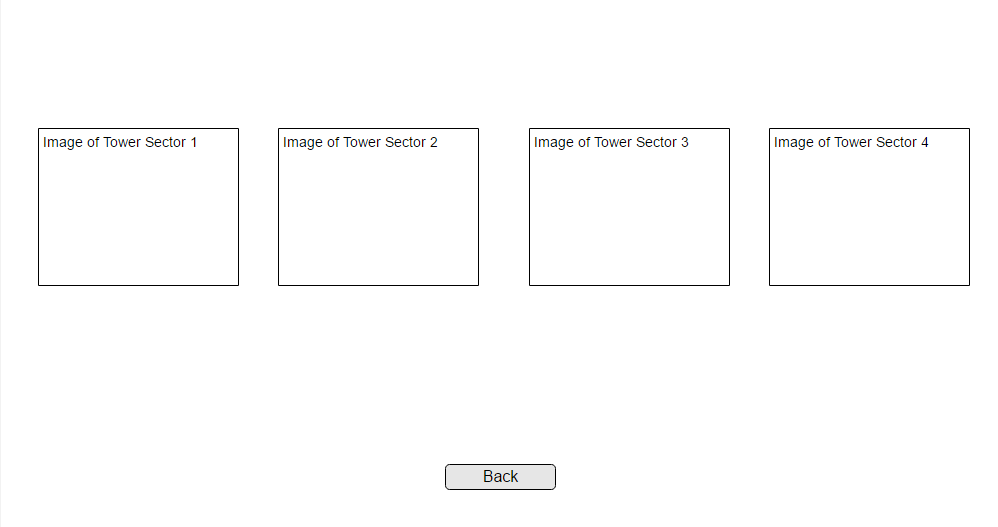 Image of Tower Sector 1
Image of Tower Sector 2
Image of Tower Sector 3
Image of Tower Sector 4
Back